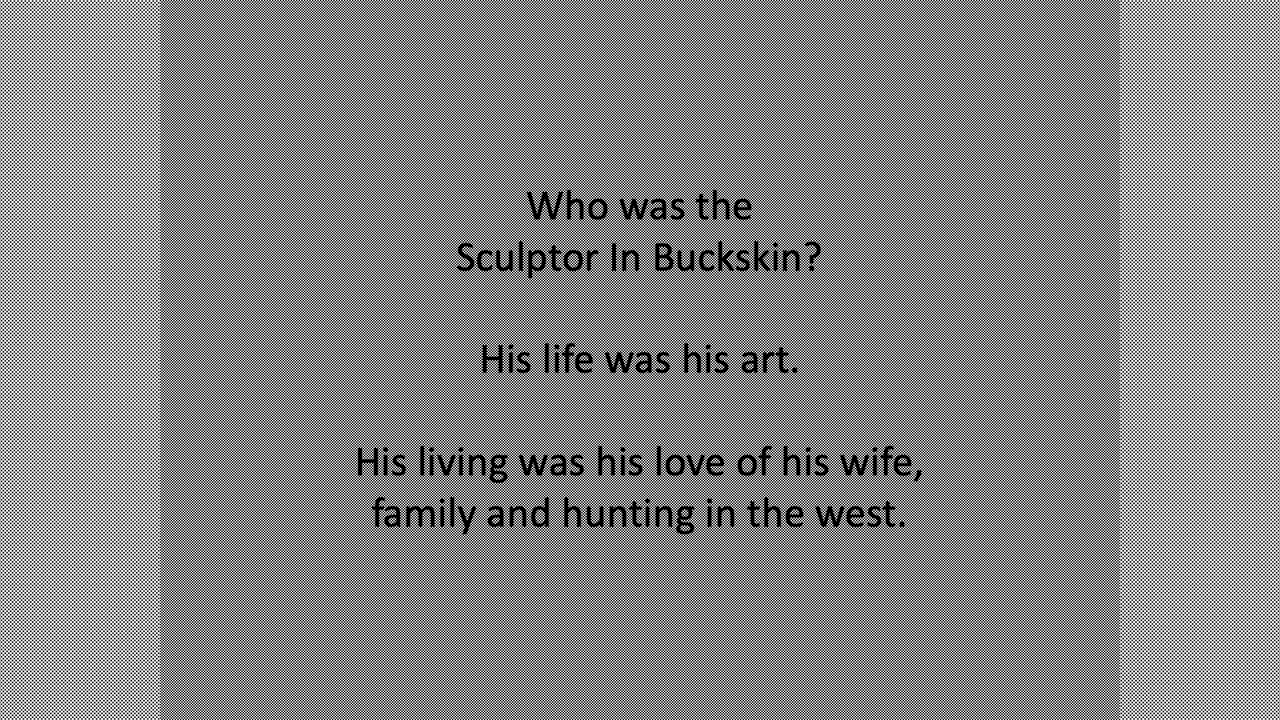 Who was the
Sculptor In Buckskin?
His life was his art.
His living was his love of his wife,
family and hunting in the west.